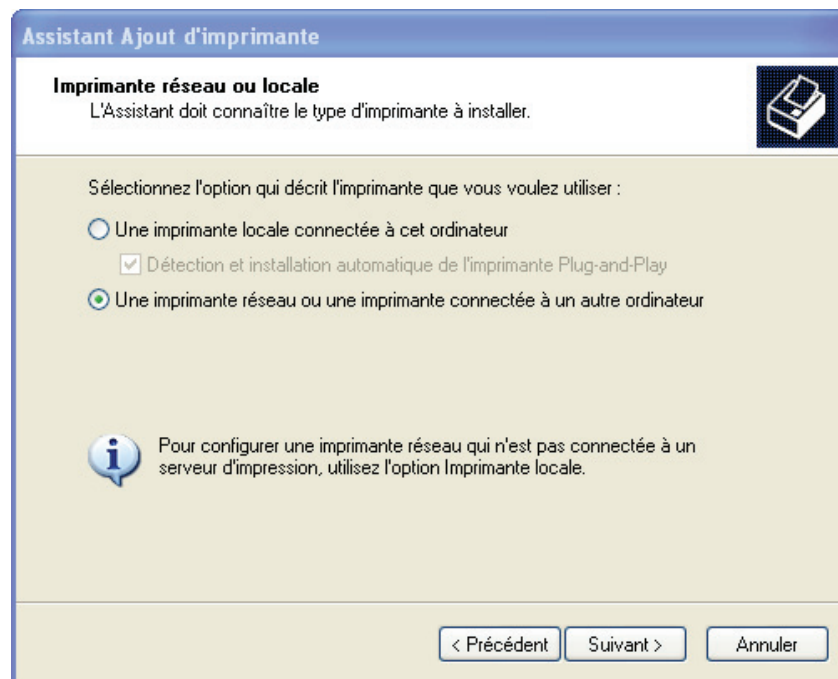 Assistant Ajout d'imprimante
Imprimante réseau ou locale
L'Assistant doit connaître le type d'imprimante à installer.
Sélectionnez l'option qui décrit l'imprimante que vous voulez utiliser :
Une imprimante locale connectée à cet ordinateur
Détection et installation automatique de l'imprimante Plug-and-Play
Une imprimante réseau ou une imprimante connectée à un autre ordinateur
Pour configurer une imprimante réseau qui n'est pas connectée à un
serveur d'impression, utilisez l'option Imprimante locale.
< Précédent Suivant > Annuler